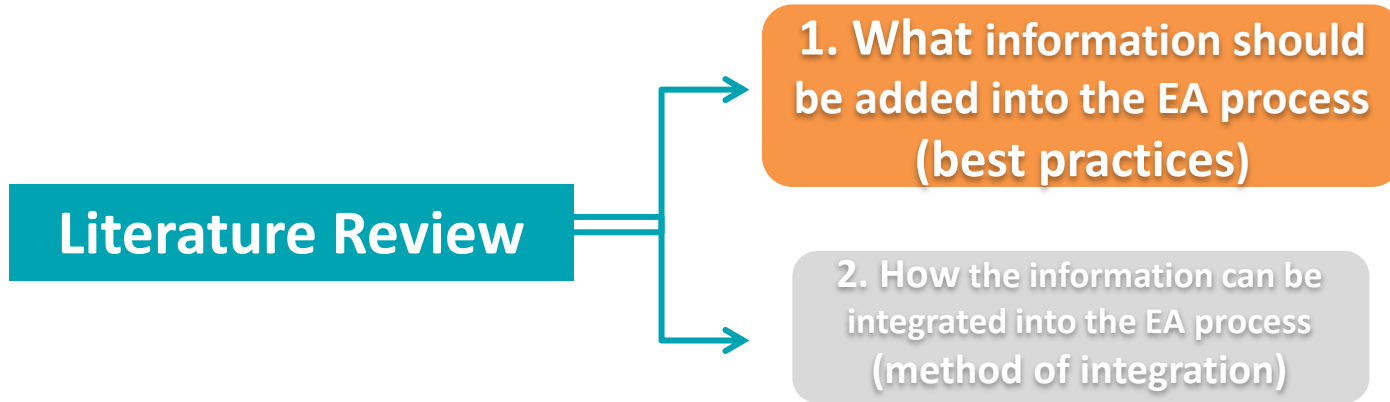 Literature Review
1. What information should
be added into the EA process
(best practices)
2. How the information can be
integrated into the EA process
(method of integration)